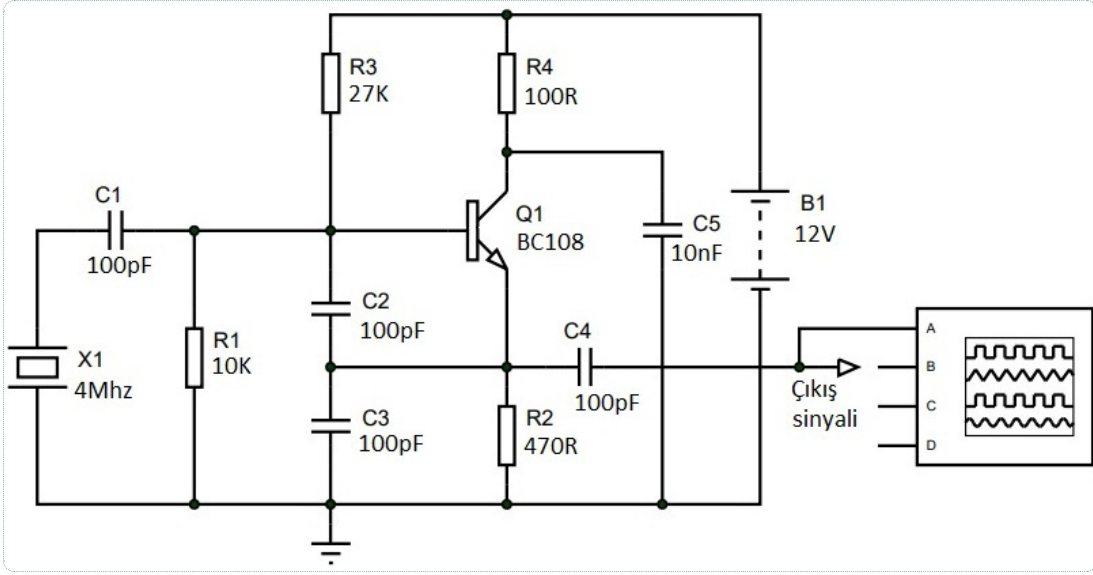 R3
27K
R4
100R
C1
100pF
Q1
BC108
C5
10nF
B1
12V
C2
100pF
X1
4Mhz
R1
10K
C4
100pF
C3
100pF
R2
470R
Çıkış
sinyali
A
B
C
D